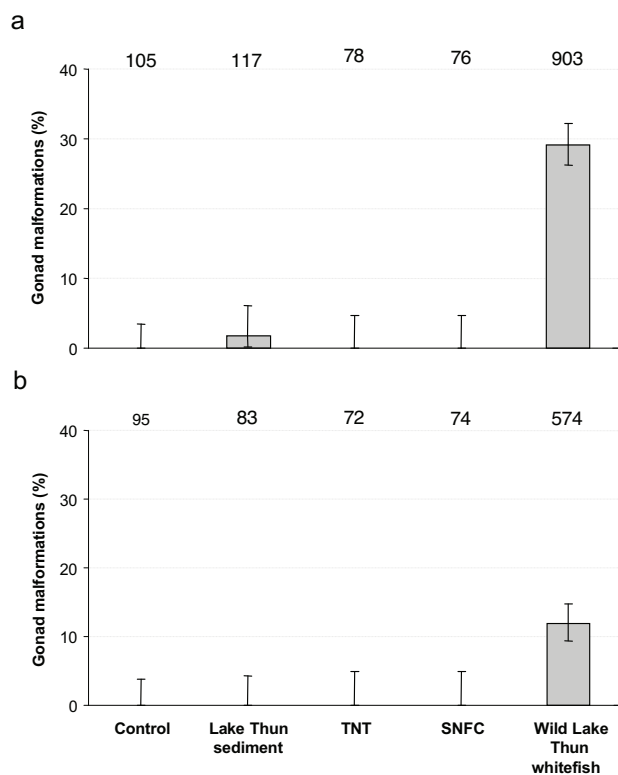 a
105 117 78 76 903
40
30
20
10
0
Gonad malformations (%)
b
95 83 72 74 574
40
30
20
10
0
Gonad malformations (%)
Control Lake Thun TNT SNFC Wild Lake
sediment Thun
whitefish